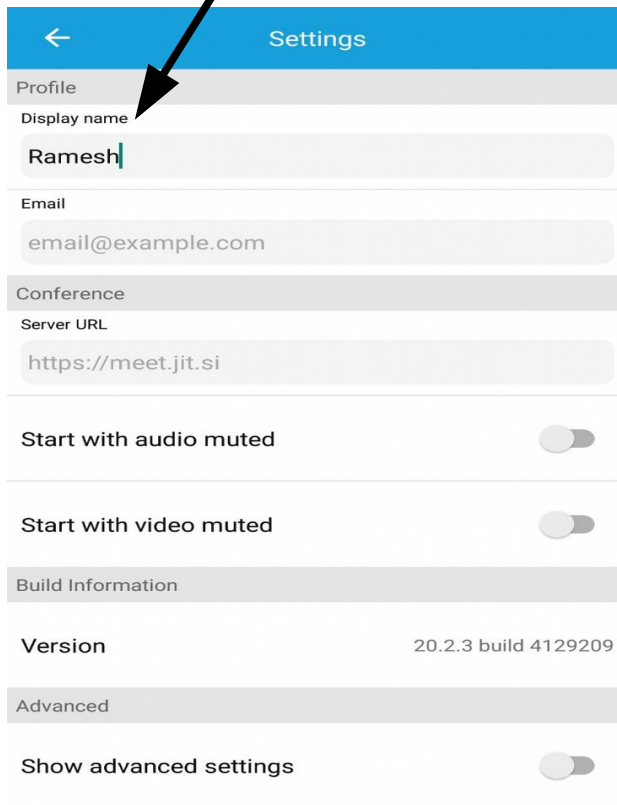 Settings
Profile
Display name
Ramesh
Email
email@example.com
Conference
Server URL
https://meet.jit.si
Start with audio muted
Start with video muted
Build Information
Version 20.2.3 build 4129209
Advanced
Show advanced settings